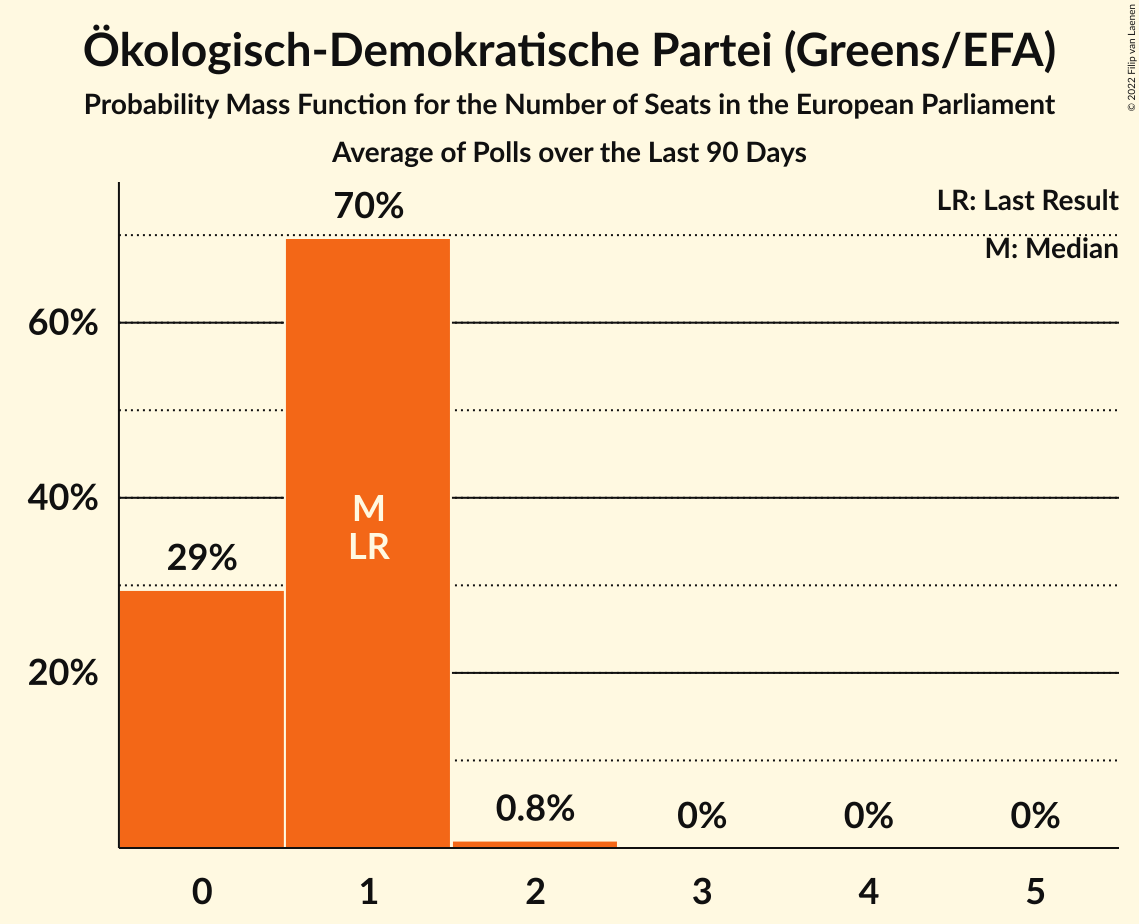 Ökologisch-Demokratische Partei (Greens/EFA)
Probability Mass Function for the Number of Seats in the European Parliament
Average of Polls over the Last 90 Days
© 2022 Filip van Laenen
LR: Last Result
M: Median
70%
60%
40%
29%
20%
M
LR
0.8%
0%
0%
0%
0
1
2
3
4
5